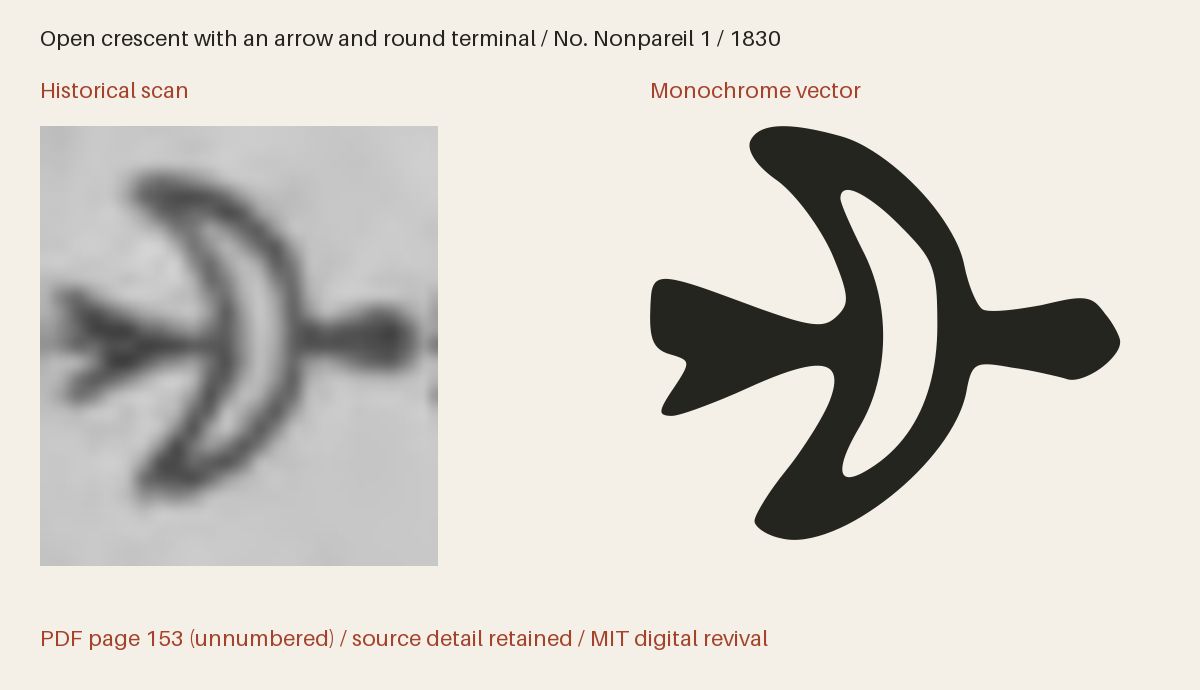 Open crescent with an arrow and round terminal / No. Nonpareil 1 / 1830
Historical scan
Monochrome vector
PDF page 153 (unnumbered) / source detail retained / MIT digital revival